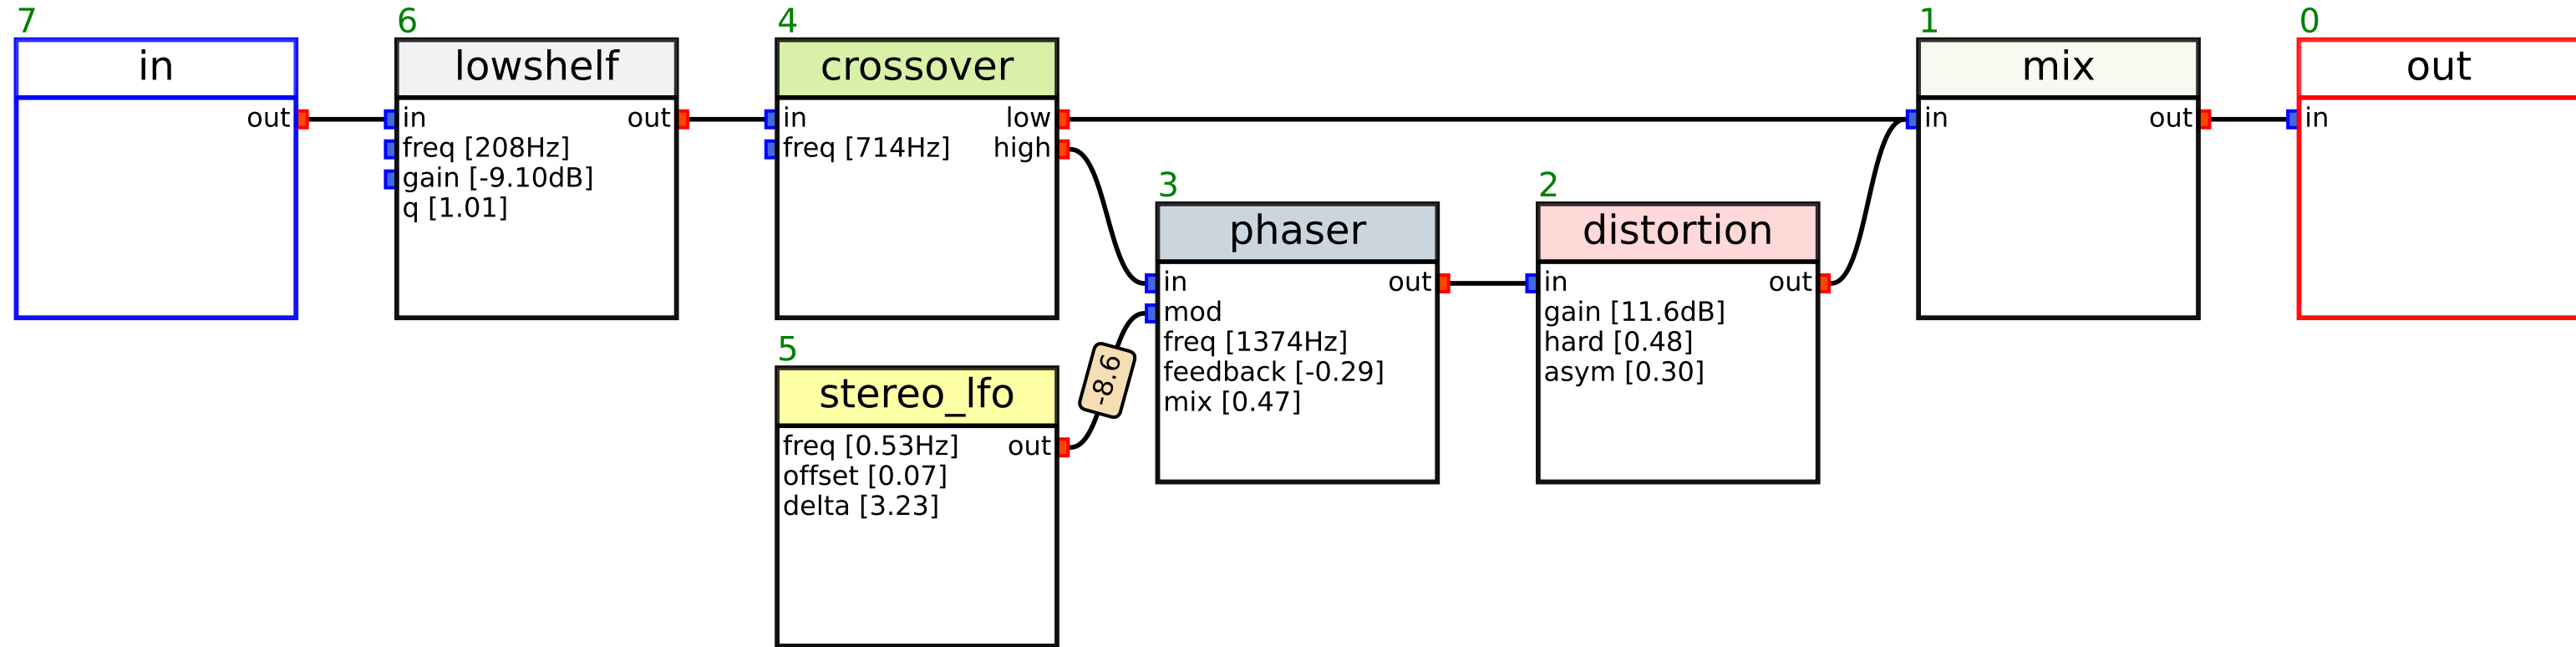 7
in
out
6
lowshelf
in out
freq [208Hz]
gain [-9.10dB]
q [1.01]
4
crossover
in low
freq [714Hz] high
3
phaser
in out
mod
freq [1374Hz]
feedback [-0.29]
mix [0.47]
5
stereo_lfo
freq [0.53Hz] out
offset [0.07]
delta [3.23]
-8.6
2
distortion
in out
gain [11.6dB]
hard [0.48]
asym [0.30]
1
mix
in out
0
out
in